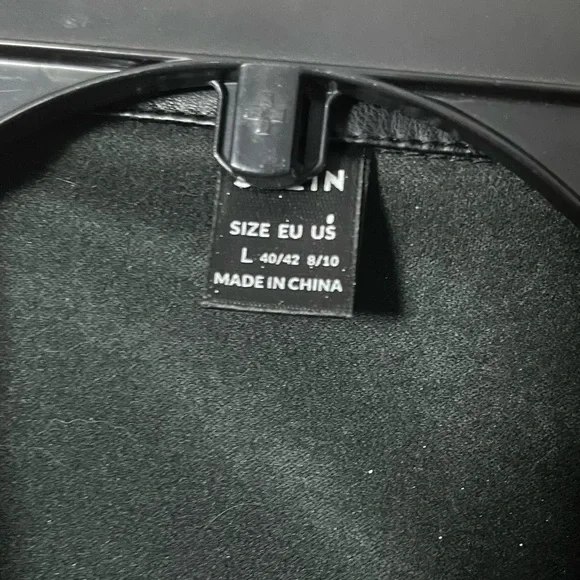 SIZE EU US
L 40/42 8/10
MADE IN CHINA